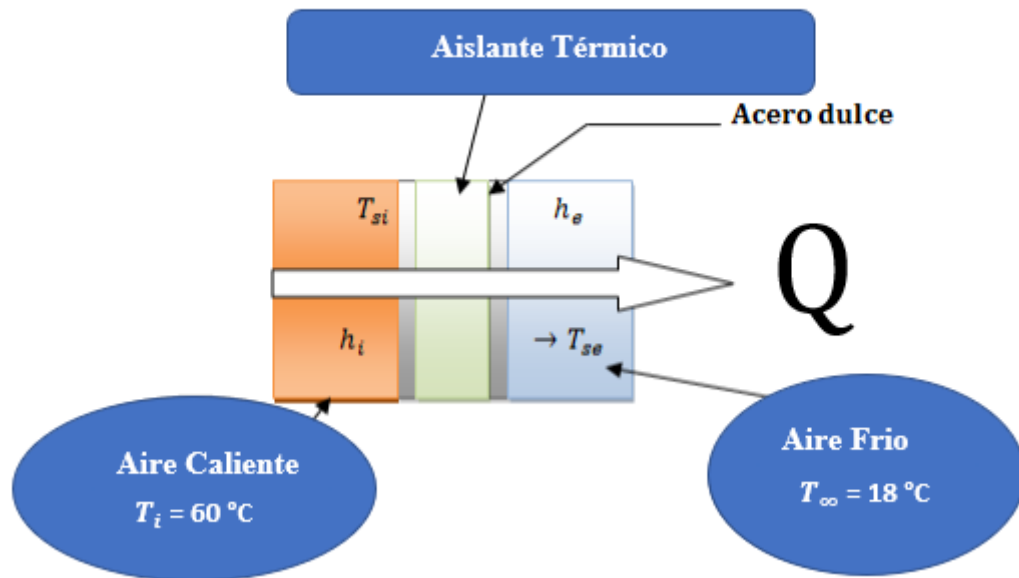 Aislante Térmico
Acero dulce
T_si
h_e
Q
h_i
→ T_se
Aire Caliente
T_i = 60 °C
Aire Frio
T_∞ = 18 °C